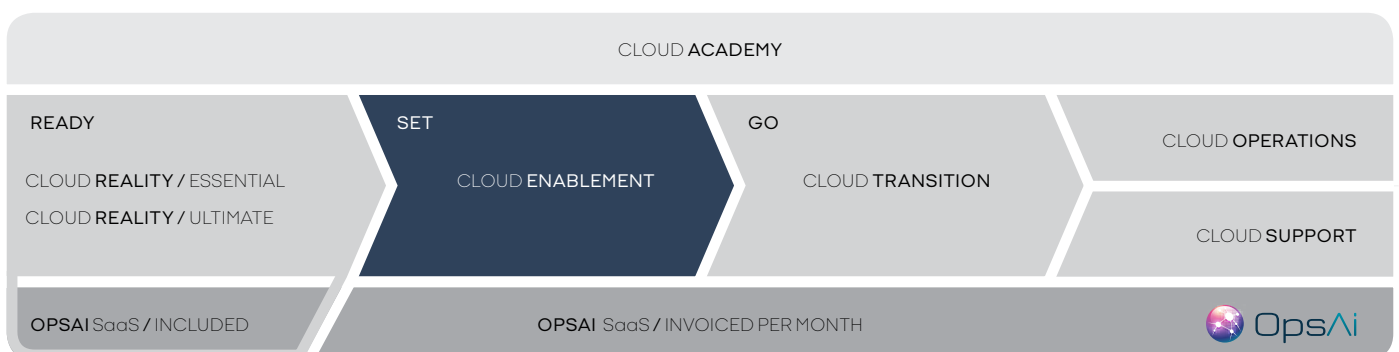 CLOUD ACADEMY
READY
CLOUD REALITY / ESSENTIAL
CLOUD REALITY / ULTIMATE
SET
CLOUD ENABLEMENT
GO
CLOUD TRANSITION
CLOUD OPERATIONS
CLOUD SUPPORT
OPSAI SaaS / INCLUDED
OPSAI SaaS / INVOICED PER MONTH
OpsAi